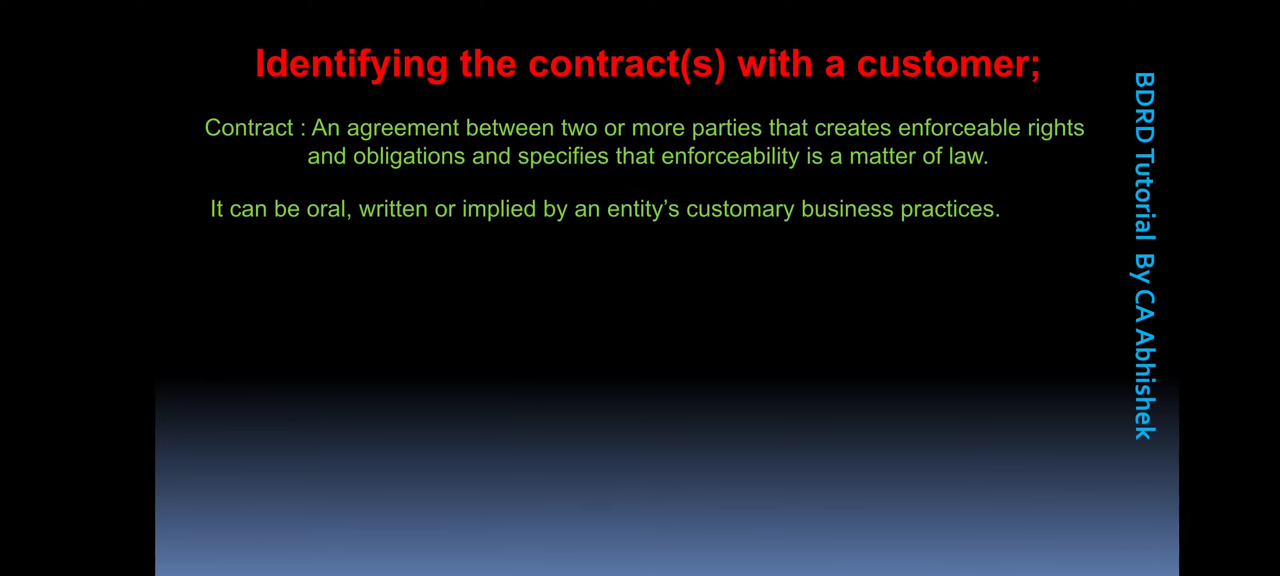 Identifying the contract(s) with a customer;
Contract : An agreement between two or more parties that creates enforceable rights
and obligations and specifies that enforceability is a matter of law.
It can be oral, written or implied by an entity’s customary business practices.
BDRD Tutorial By CA Abhishek